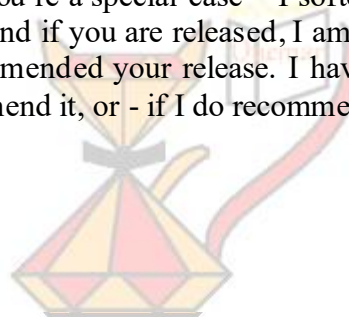 ou're a special case – I sort
nd if you are released, I am
mended your release. I hav
nend it, or - if I do recomme